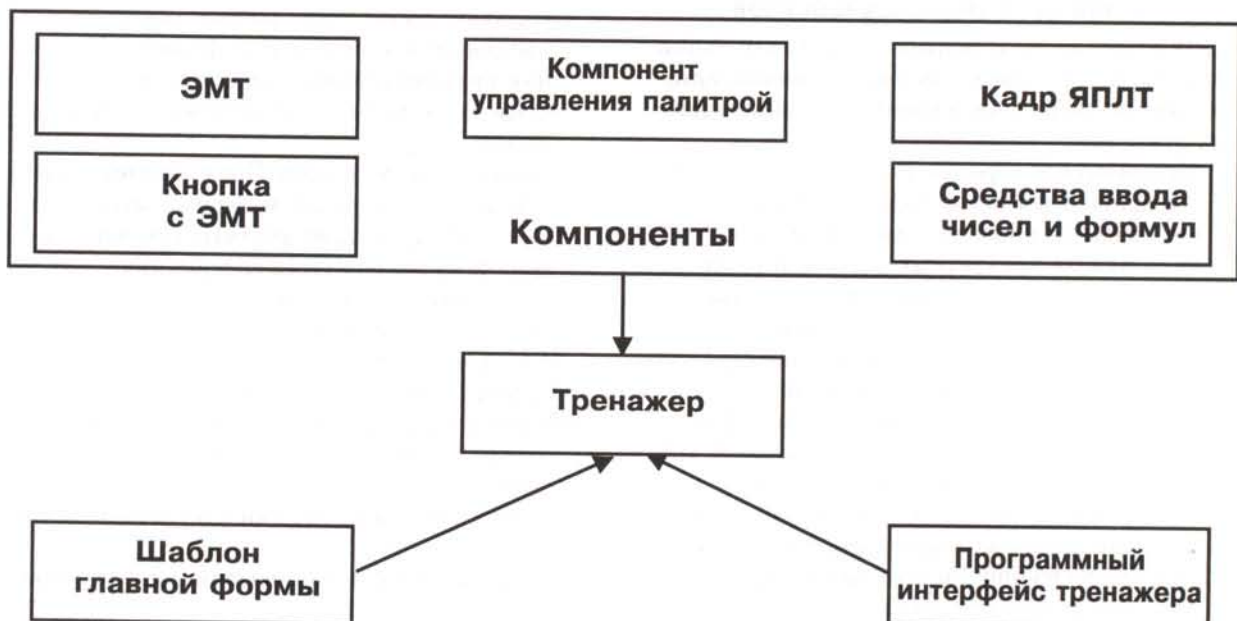 ЭМТ
Компонент
управления палитрой
Кадр ЯПЛТ
Кнопка
с ЭМТ
Средства ввода
чисел и формул
Компоненты
Тренажер
Шаблон
главной формы
Программный
интерфейс тренажера